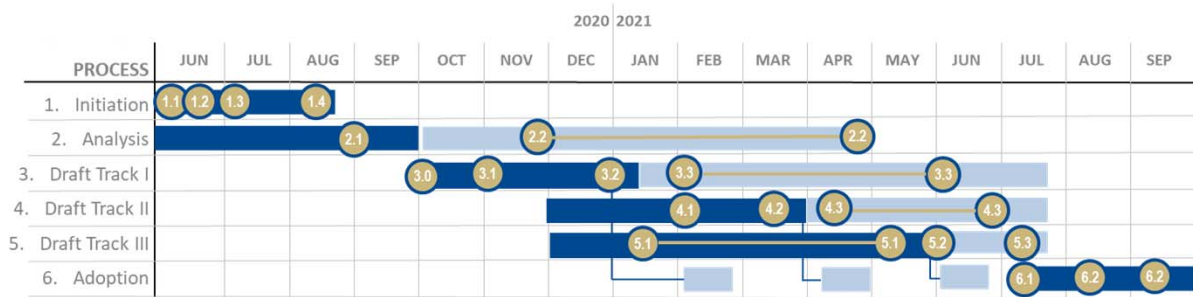 2020 2021
PROCESS JUN JUL AUG SEP OCT NOV DEC JAN FEB MAR APR MAY JUN JUL AUG SEP
1. Initiation 1.1 1.2 1.3 1.4
2. Analysis 2.1 2.2 2.2
3. Draft Track I 3.0 3.1 3.2 3.3 3.3
4. Draft Track II 4.1 4.2 4.3 4.3
5. Draft Track III 5.1 5.1 5.2 5.3
6. Adoption 6.1 6.2 6.2